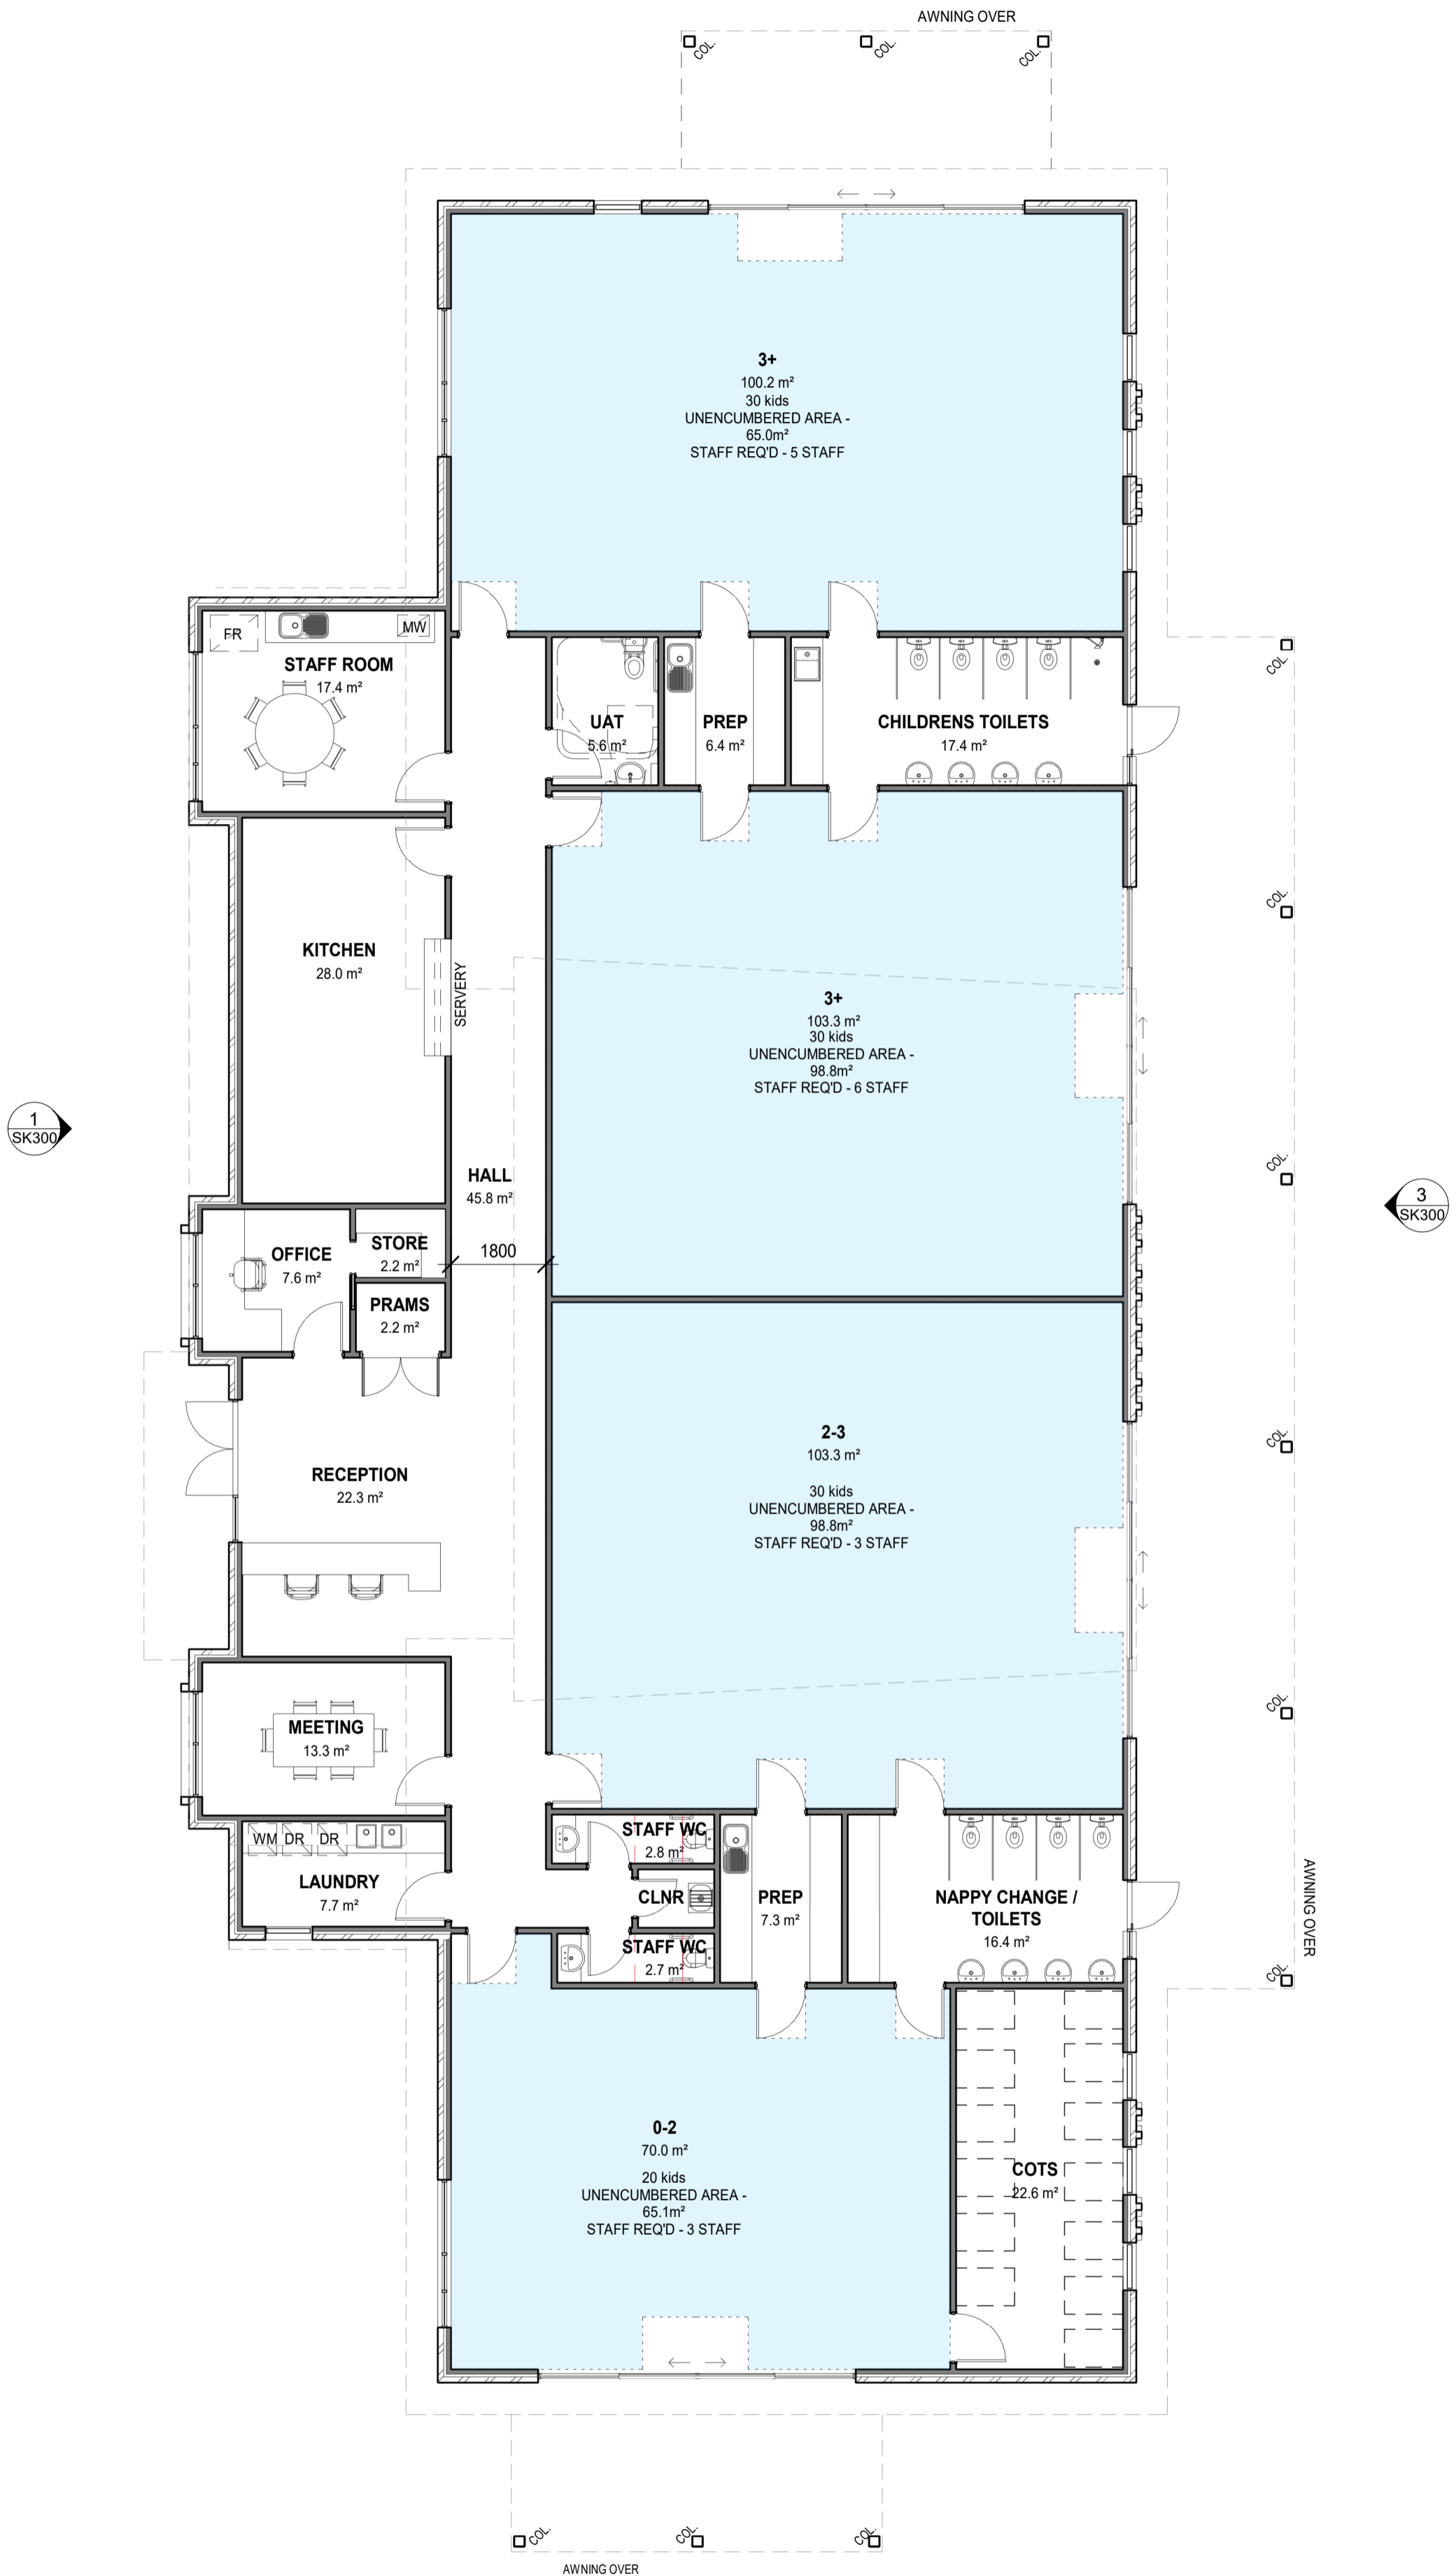 AWNING OVER
COL.
COL.
COL.
3+
100.2 m²
30 kids
UNENCUMBERED AREA -
65.0m²
STAFF REQ'D - 5 STAFF
FR
MW
STAFF ROOM
17.4 m²
UAT
5.6 m²
PREP
6.4 m²
CHILDRENS TOILETS
17.4 m²
COL.
COL.
KITCHEN
28.0 m²
SERVERY
3+
103.3 m²
30 kids
UNENCUMBERED AREA -
98.8m²
STAFF REQ'D - 6 STAFF
1
SK300
HALL
45.8 m²
COL.
3
SK300
OFFICE
7.6 m²
STORE
2.2 m²
1800
PRAMS
2.2 m²
2-3
103.3 m²
30 kids
UNENCUMBERED AREA -
98.8m²
STAFF REQ'D - 3 STAFF
COL.
RECEPTION
22.3 m²
MEETING
13.3 m²
COL.
WM
DR
DR
LAUNDRY
7.7 m²
STAFF WC
2.8 m²
CLNR
PREP
7.3 m²
NAPPY CHANGE /
TOILETS
16.4 m²
STAFF WC
2.7 m²
AWNING OVER
COL.
0-2
70.0 m²
20 kids
UNENCUMBERED AREA -
65.1m²
STAFF REQ'D - 3 STAFF
COTS
22.6 m²
COL.
COL.
COL.
AWNING OVER